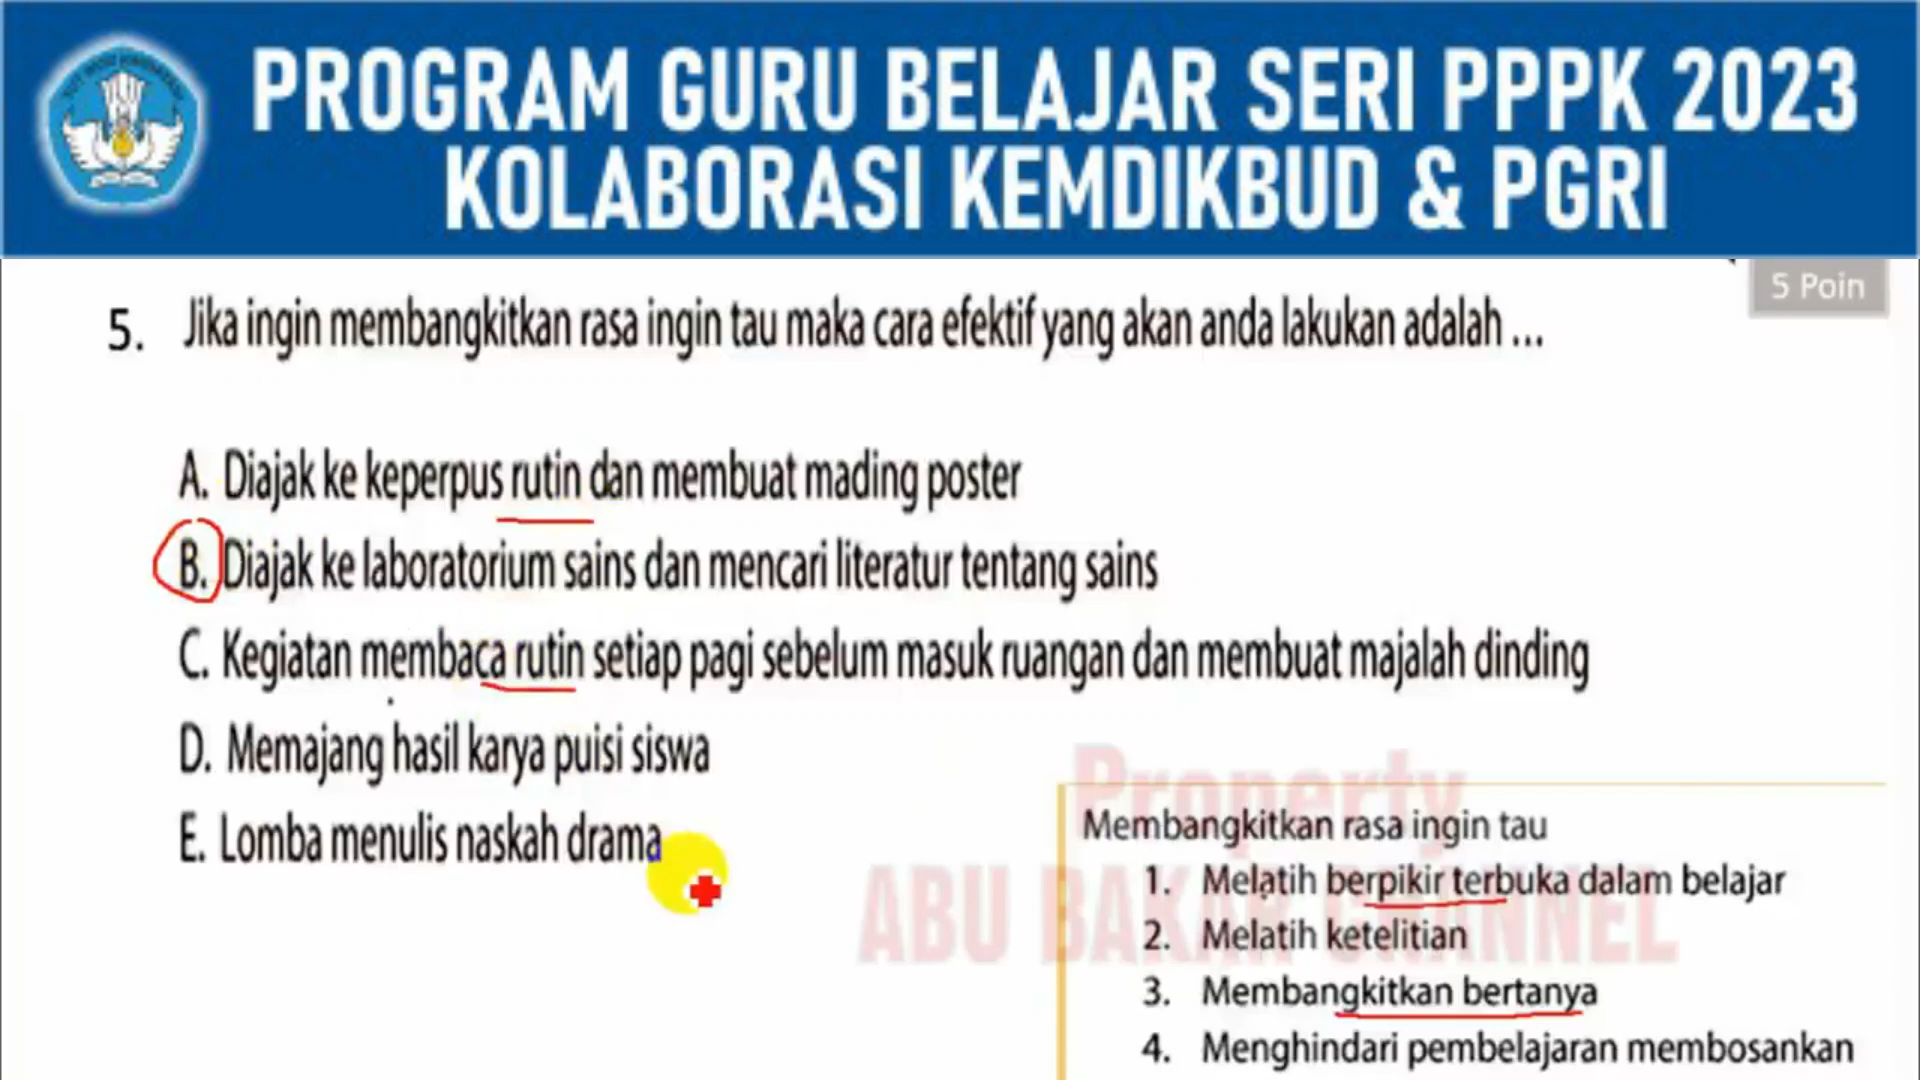 PROGRAM GURU BELAJAR SERI PPPK 2023
KOLABORASI KEMDIKBUD & PGRI
5 Poin
5. Jika ingin membangkitkan rasa ingin tau maka cara efektif yang akan anda lakukan adalah ...
A. Diajak ke keperpus rutin dan membuat mading poster
B. Diajak ke laboratorium sains dan mencari literatur tentang sains
C. Kegiatan membaca rutin setiap pagi sebelum masuk ruangan dan membuat majalah dinding
D. Memajang hasil karya puisi siswa
E. Lomba menulis naskah drama
Property
ABU BAKAR CHANNEL
Membangkitkan rasa ingin tau
1. Melatih berpikir terbuka dalam belajar
2. Melatih ketelitian
3. Membangkitkan bertanya
4. Menghindari pembelajaran membosankan